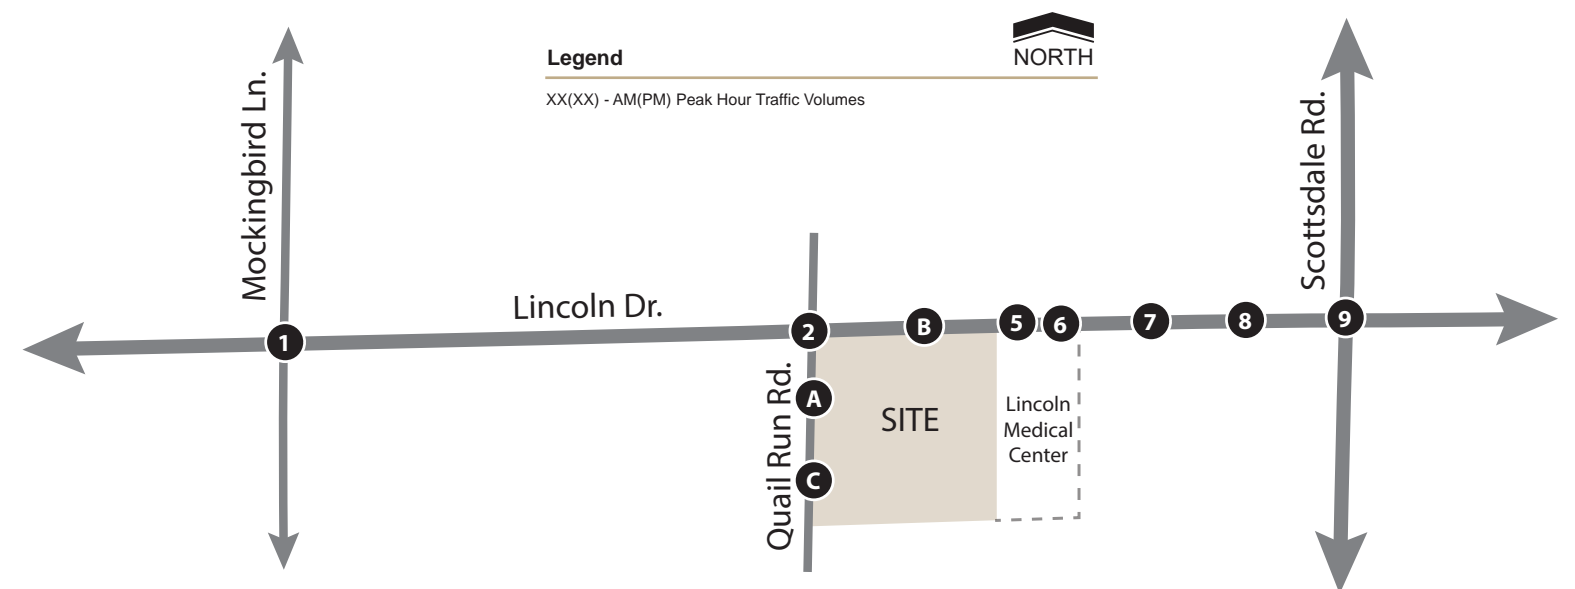 Legend
NORTH
XX(XX) - AM(PM) Peak Hour Traffic Volumes
Mockingbird Ln.
Scottsdale Rd.
Lincoln Dr.
1
2
B
5
6
7
8
9
Quail Run Rd.
A
C
SITE
Lincoln
Medical
Center